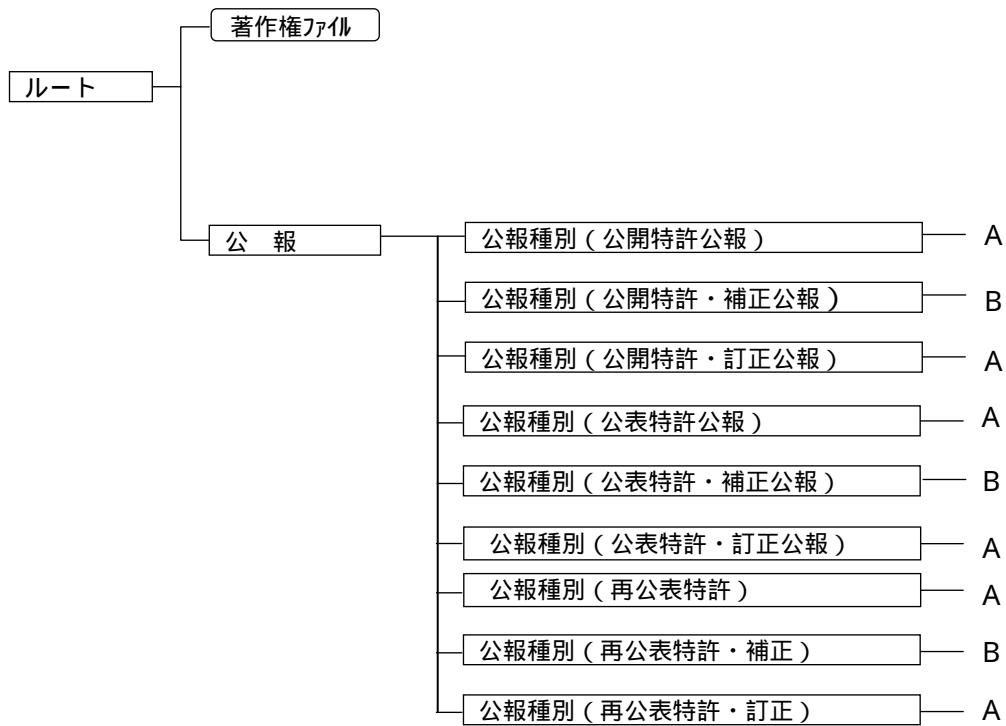 著作権ファイル
ルート
公　報
公報種別（公開特許公報） A
公報種別（公開特許・補正公報） B
公報種別（公開特許・訂正公報） A
公報種別（公表特許公報） A
公報種別（公表特許・補正公報） B
公報種別（公表特許・訂正公報） A
公報種別（再公表特許） A
公報種別（再公表特許・補正） B
公報種別（再公表特許・訂正） A